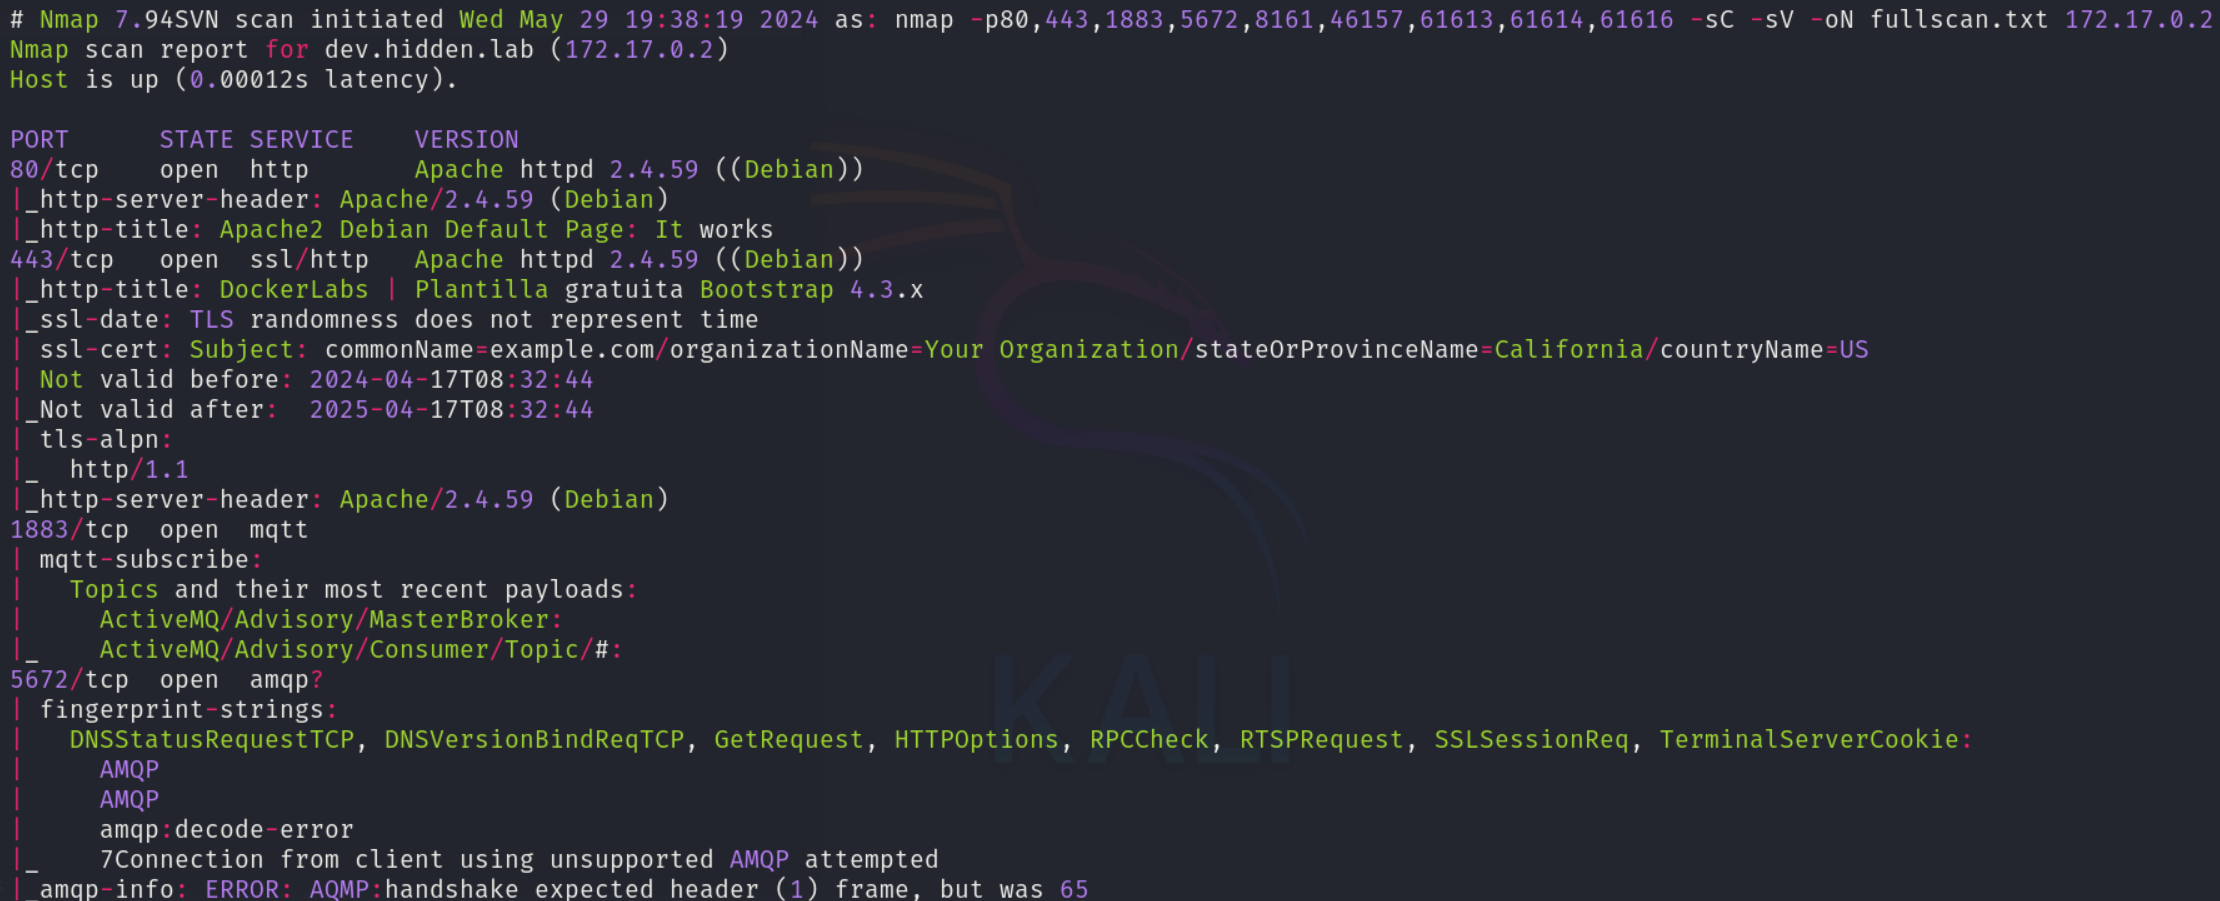 # Nmap 7.94SVN scan initiated Wed May 29 19:38:19 2024 as: nmap -p80,443,1883,5672,8161,46157,61613,61614,61616 -sC -sV -oN fullscan.txt 172.17.0.2
Nmap scan report for dev.hidden.lab (172.17.0.2)
Host is up (0.00012s latency).

PORT      STATE SERVICE    VERSION
80/tcp    open  http       Apache httpd 2.4.59 ((Debian))
|_http-server-header: Apache/2.4.59 (Debian)
|_http-title: Apache2 Debian Default Page: It works
443/tcp   open  ssl/http   Apache httpd 2.4.59 ((Debian))
|_http-title: DockerLabs | Plantilla gratuita Bootstrap 4.3.x
|_ssl-date: TLS randomness does not represent time
| ssl-cert: Subject: commonName=example.com/organizationName=Your Organization/stateOrProvinceName=California/countryName=US
| Not valid before: 2024-04-17T08:32:44
|_Not valid after:  2025-04-17T08:32:44
| tls-alpn:
|_  http/1.1
|_http-server-header: Apache/2.4.59 (Debian)
1883/tcp  open  mqtt
| mqtt-subscribe:
|   Topics and their most recent payloads:
|     ActiveMQ/Advisory/MasterBroker:
|_    ActiveMQ/Advisory/Consumer/Topic/#:
5672/tcp  open  amqp?
| fingerprint-strings:
|   DNSStatusRequestTCP, DNSVersionBindReqTCP, GetRequest, HTTPOptions, RPCCheck, RTSPRequest, SSLSessionReq, TerminalServerCookie:
|     AMQP
|     AMQP
|     amqp:decode-error
|_    7Connection from client using unsupported AMQP attempted
|_amqp-info: ERROR: AQMP:handshake expected header (1) frame, but was 65
KALI